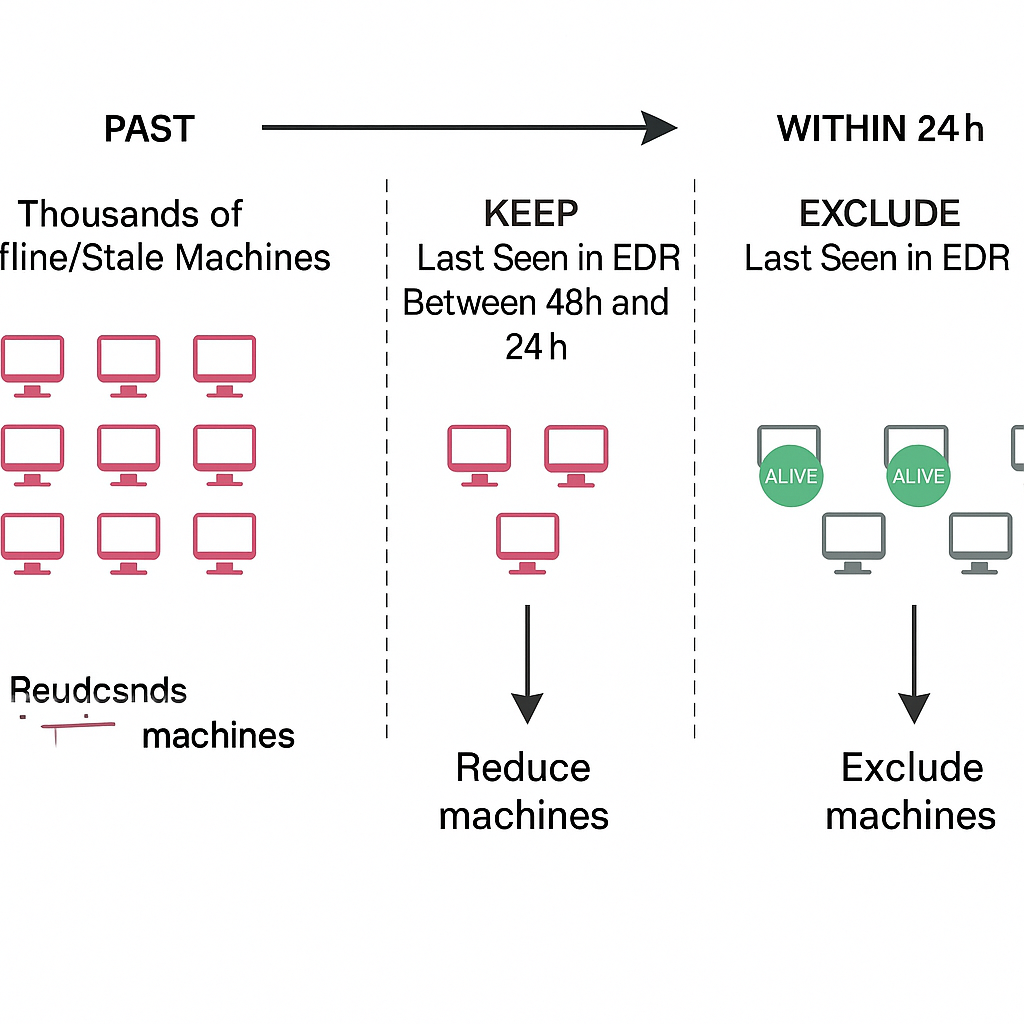 PAST
WITHIN 24 h
Thousands of
fline/Stale Machines
KEEP
Last Seen in EDR
Between 48h and
24 h
EXCLUDE
Last Seen in EDR
ALIVE
ALIVE
Reudcsnds
machines
Reduce
machines
Exclude
machines